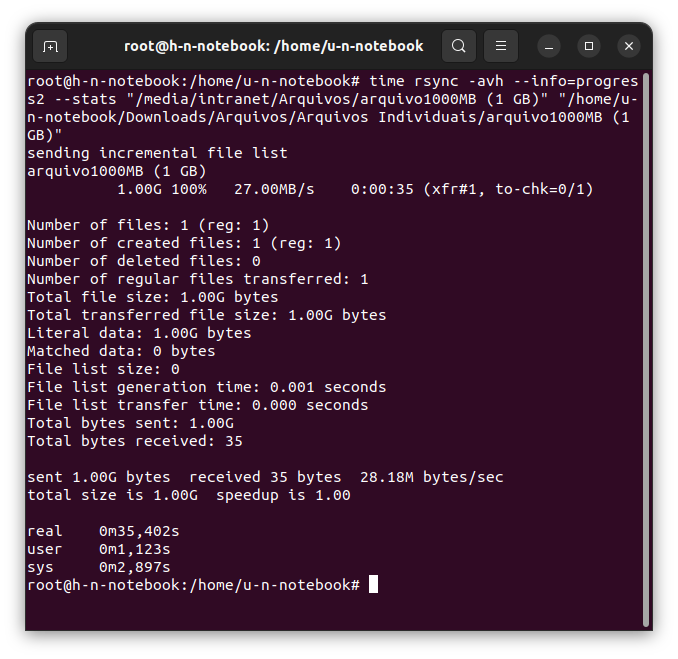 root@h-n-notebook: /home/u-n-notebook
root@h-n-notebook:/home/u-n-notebook# time rsync -avh --info=progres
s2 --stats "/media/intranet/Arquivos/arquivo1000MB (1 GB)" "/home/u-
n-notebook/Downloads/Arquivos/Arquivos Individuais/arquivo1000MB (1
GB)"
sending incremental file list
arquivo1000MB (1 GB)
          1.00G 100%   27.00MB/s    0:00:35 (xfr#1, to-chk=0/1)

Number of files: 1 (reg: 1)
Number of created files: 1 (reg: 1)
Number of deleted files: 0
Number of regular files transferred: 1
Total file size: 1.00G bytes
Total transferred file size: 1.00G bytes
Literal data: 1.00G bytes
Matched data: 0 bytes
File list size: 0
File list generation time: 0.001 seconds
File list transfer time: 0.000 seconds
Total bytes sent: 1.00G
Total bytes received: 35

sent 1.00G bytes  received 35 bytes  28.18M bytes/sec
total size is 1.00G  speedup is 1.00

real    0m35,402s
user    0m1,123s
sys     0m2,897s
root@h-n-notebook:/home/u-n-notebook#